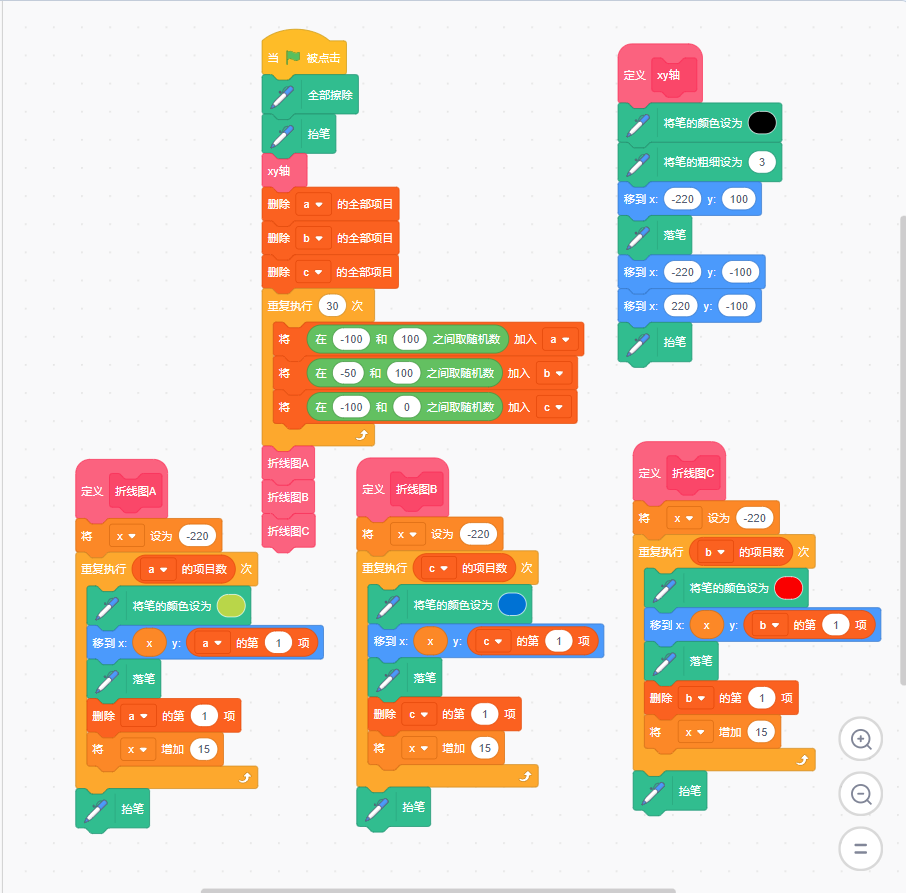 当 被点击
全部擦除
抬笔
xy轴
删除 a 的全部项目
删除 b 的全部项目
删除 c 的全部项目
重复执行 30 次
将 在 -100 和 100 之间取随机数 加入 a
将 在 -50 和 100 之间取随机数 加入 b
将 在 -100 和 0 之间取随机数 加入 c
折线图A
折线图B
折线图C
定义 xy轴
将笔的颜色设为
将笔的粗细设为 3
移到 x: -220 y: 100
落笔
移到 x: -220 y: -100
移到 x: 220 y: -100
抬笔
定义 折线图A
将 x 设为 -220
重复执行 a 的项目数 次
将笔的颜色设为
移到 x: x y: a 的第 1 项
落笔
删除 a 的第 1 项
将 x 增加 15
抬笔
定义 折线图B
将 x 设为 -220
重复执行 c 的项目数 次
将笔的颜色设为
移到 x: x y: c 的第 1 项
落笔
删除 c 的第 1 项
将 x 增加 15
抬笔
定义 折线图C
将 x 设为 -220
重复执行 b 的项目数 次
将笔的颜色设为
移到 x: x y: b 的第 1 项
落笔
删除 b 的第 1 项
将 x 增加 15
抬笔